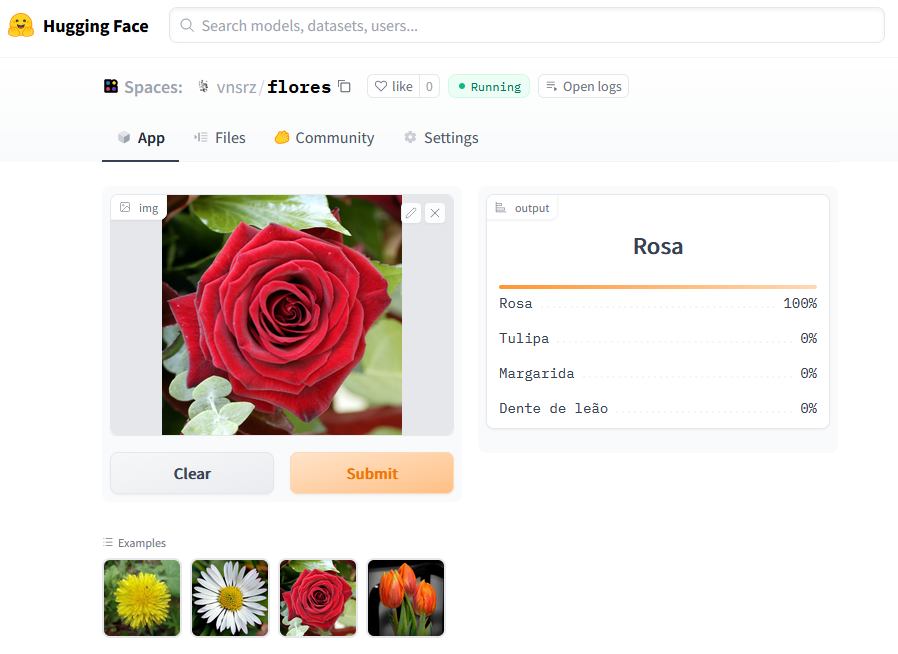 Hugging Face
Search models, datasets, users...
Spaces: vnsrz/flores like 0 Running Open logs
App Files Community Settings
img
output
Rosa
Rosa 100%
Tulipa 0%
Margarida 0%
Dente de leão 0%
Clear Submit
Examples